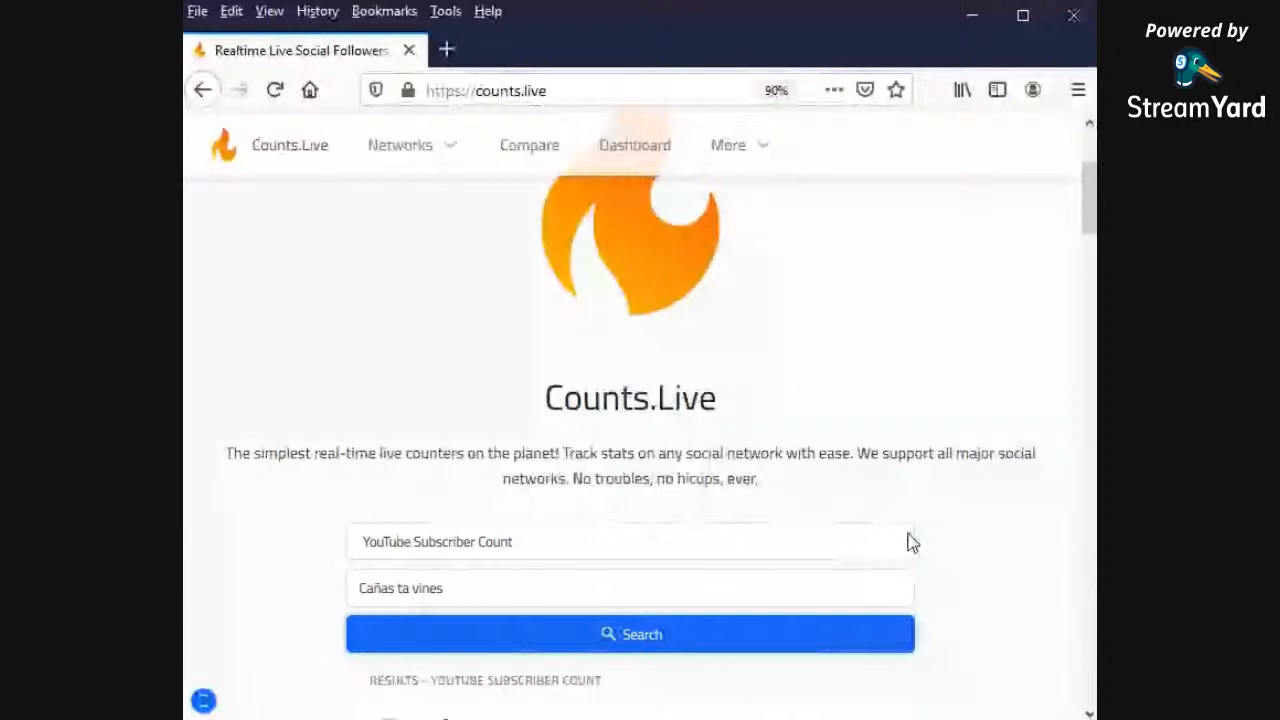 File Edit View History Bookmarks Tools Help
Powered by
StreamYard
Realtime Live Social Followers
https://counts.live 90%
Counts.Live Networks Compare Dashboard More
Counts.Live
The simplest real-time live counters on the planet! Track stats on any social network with ease. We support all major social
networks. No troubles, no hicups, ever.
YouTube Subscriber Count
Cañas ta vines
Search
RESULTS - YOUTUBE SUBSCRIBER COUNT